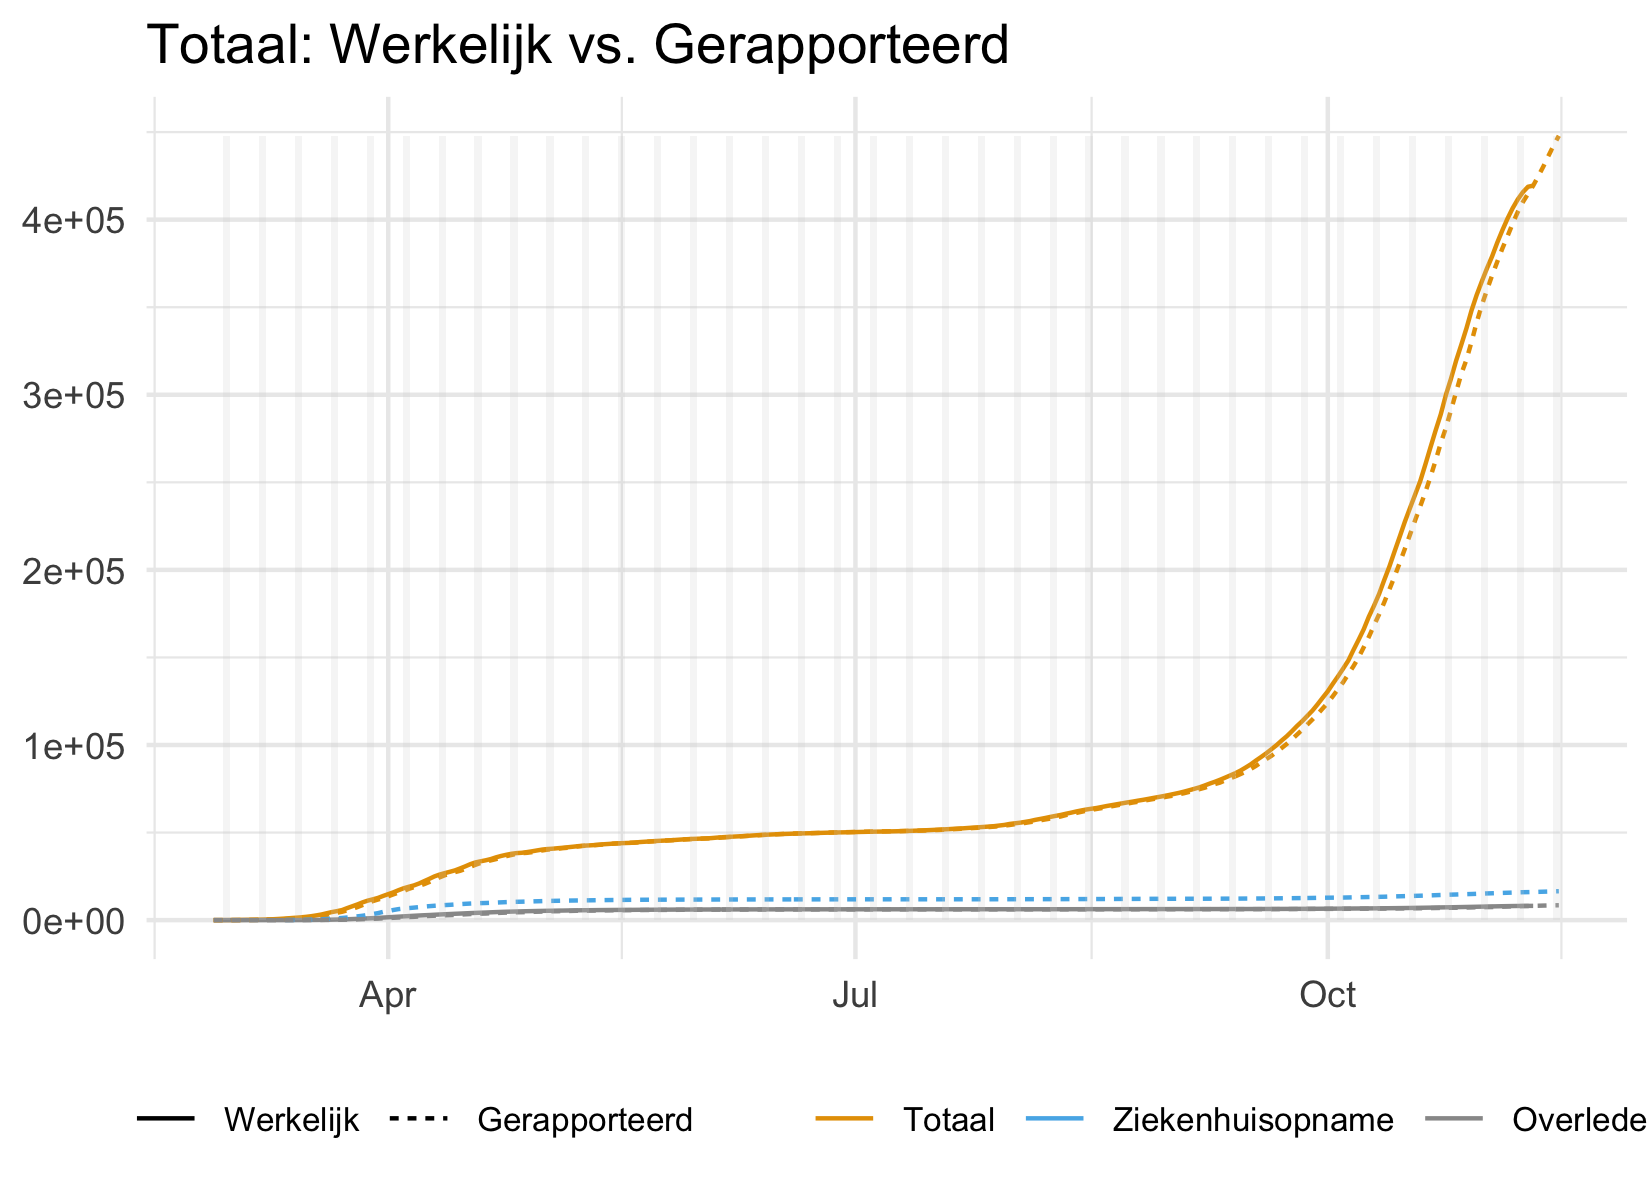 Totaal: Werkelijk vs. Gerapporteerd
4e+05
3e+05
2e+05
1e+05
0e+00
Apr Jul Oct
Werkelijk Gerapporteerd Totaal Ziekenhuisopname Overlede